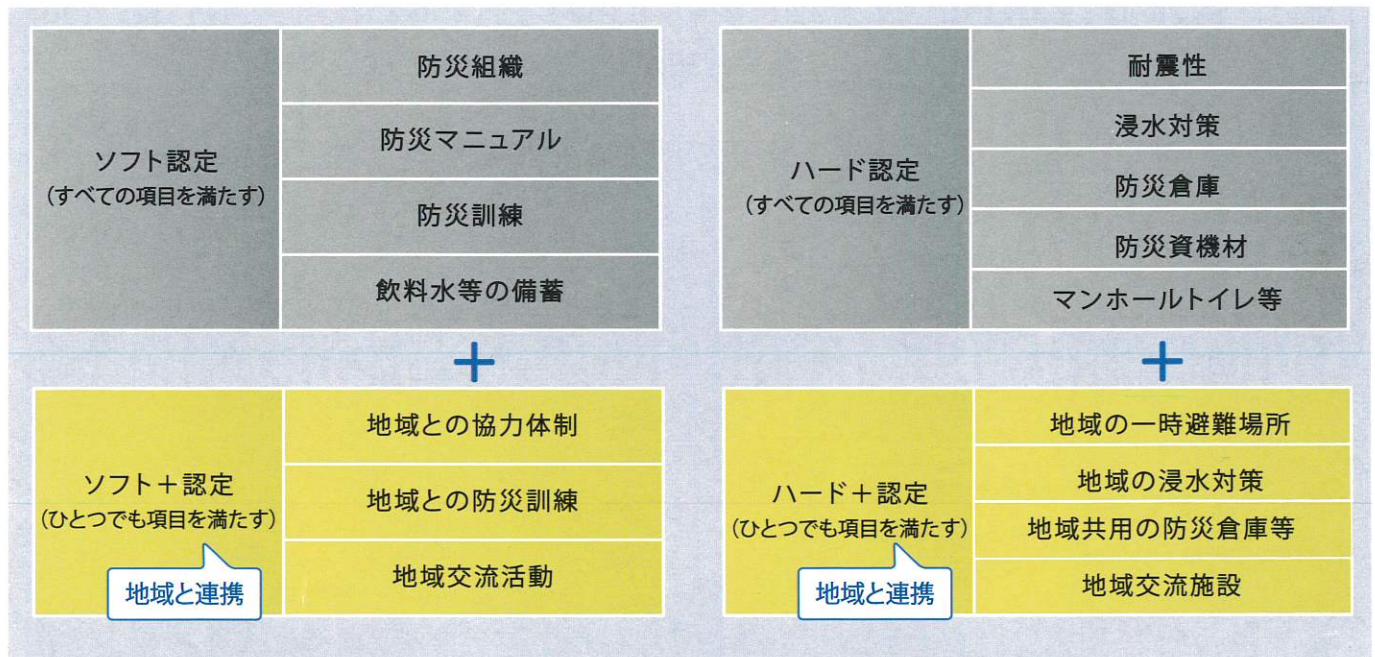 ソフト認定
(すべての項目を満たす)
防災組織
防災マニュアル
防災訓練
飲料水等の備蓄
+
ソフト+認定
(ひとつでも項目を満たす)
地域と連携
地域との協力体制
地域との防災訓練
地域交流活動
ハード認定
(すべての項目を満たす)
耐震性
浸水対策
防災倉庫
防災資機材
マンホールトイレ等
+
ハード+認定
(ひとつでも項目を満たす)
地域と連携
地域の一時避難場所
地域の浸水対策
地域共用の防災倉庫等
地域交流施設